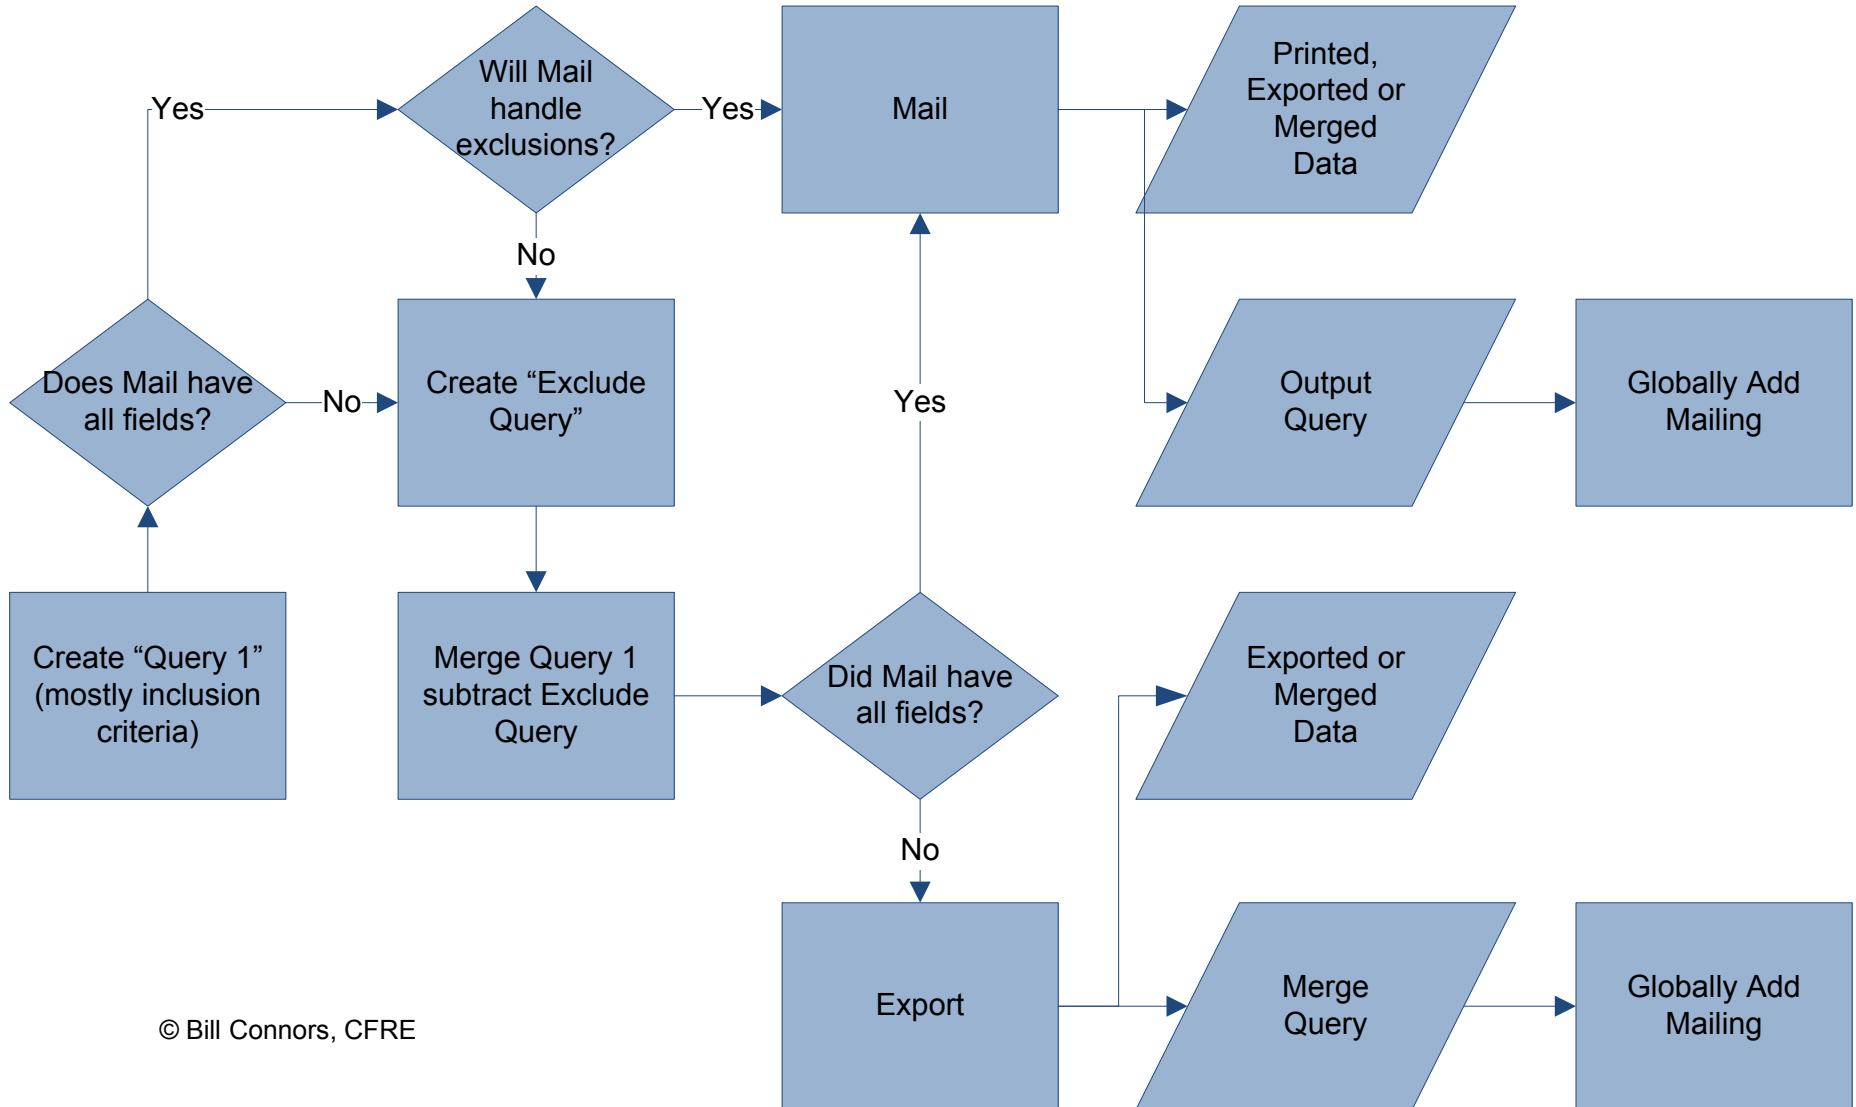 Will Mail
handle
exclusions?
Yes
Yes
Mail
Printed,
Exported or
Merged
Data
No
Does Mail have
all fields?
No
Create “Exclude
Query”
Yes
Output
Query
Globally Add
Mailing
Create “Query 1”
(mostly inclusion
criteria)
Merge Query 1
subtract Exclude
Query
Did Mail have
all fields?
Exported or
Merged
Data
No
Export
Merge
Query
Globally Add
Mailing
© Bill Connors, CFRE